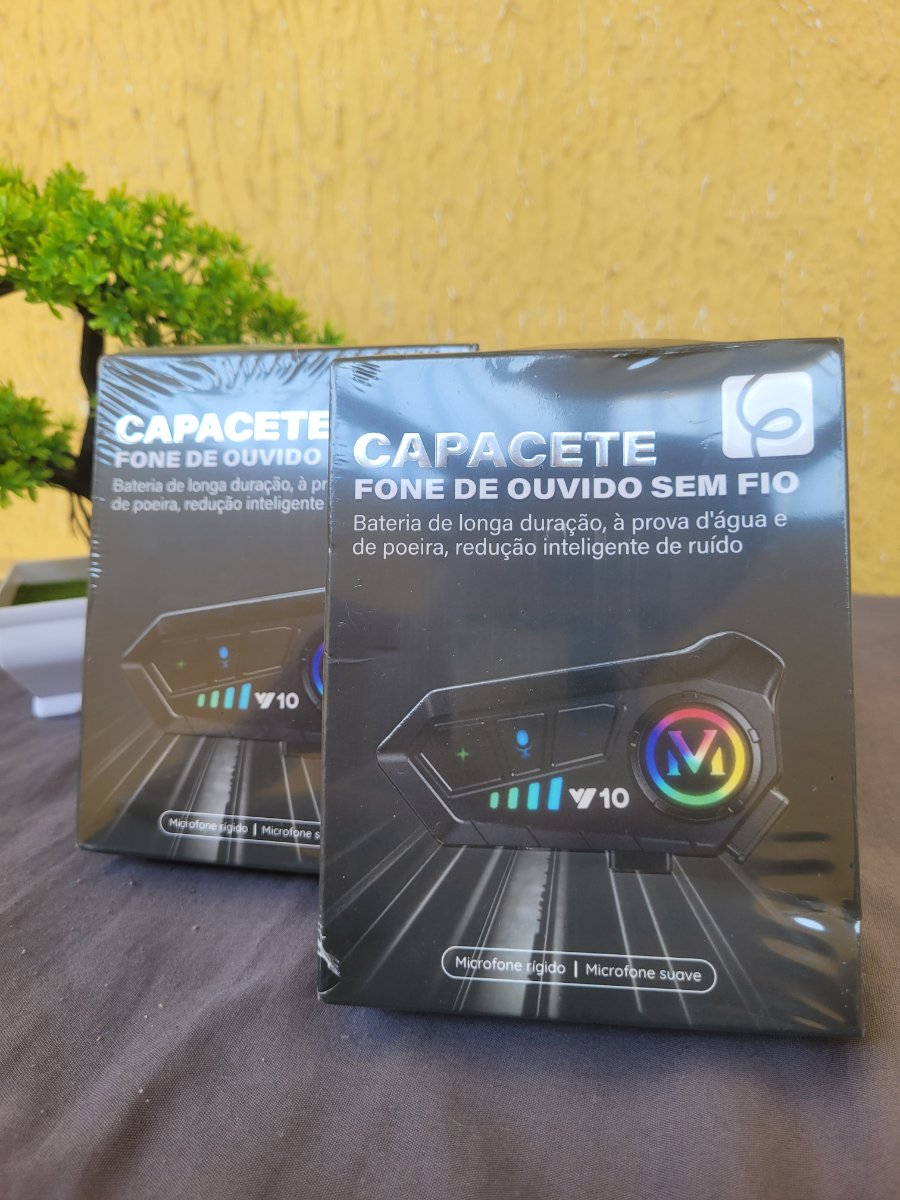 CAPACETE
FONE DE OUVIDO
Bateria de longa duração, à pr
de poeira, redução inteligente
Y10
Microfone rígido | Microfone s
CAPACETE
FONE DE OUVIDO SEM FIO
Bateria de longa duração, à prova d'água e
de poeira, redução inteligente de ruído
VM
Y10
Microfone rígido | Microfone suave